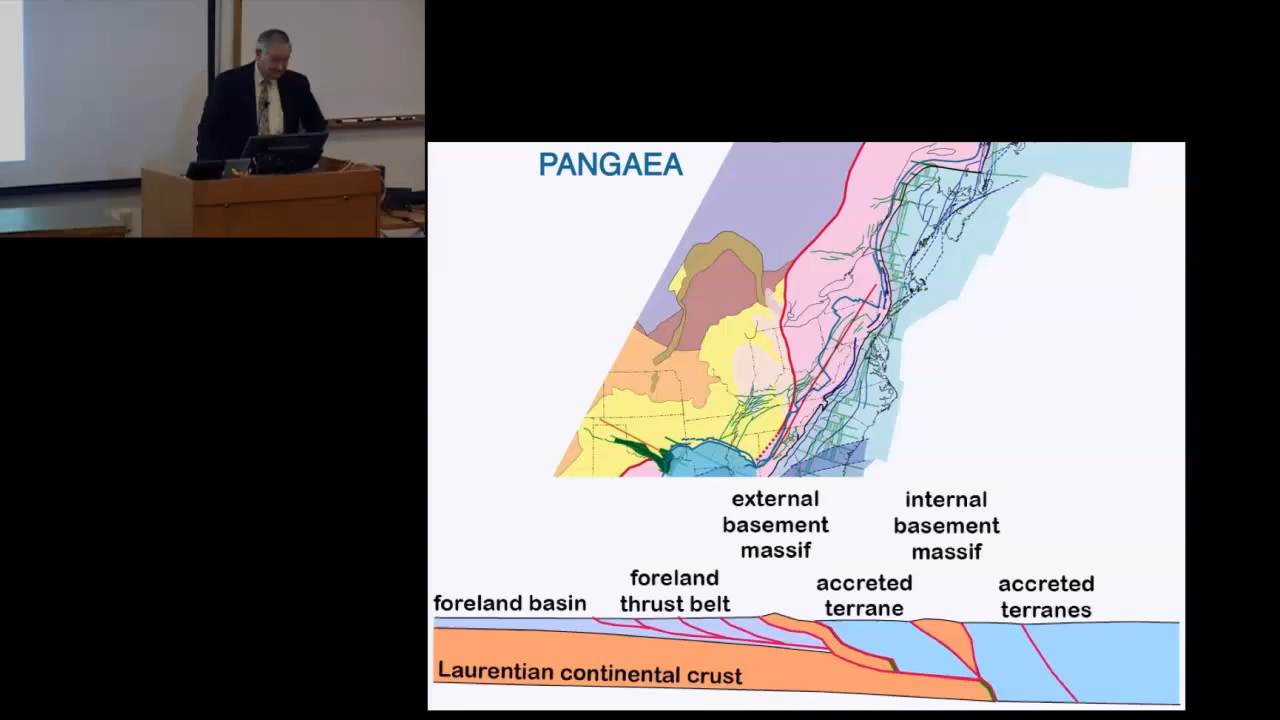 PANGAEA
external
basement
massif
internal
basement
massif
foreland
thrust belt
accreted
terrane
accreted
terranes
foreland basin
Laurentian continental crust